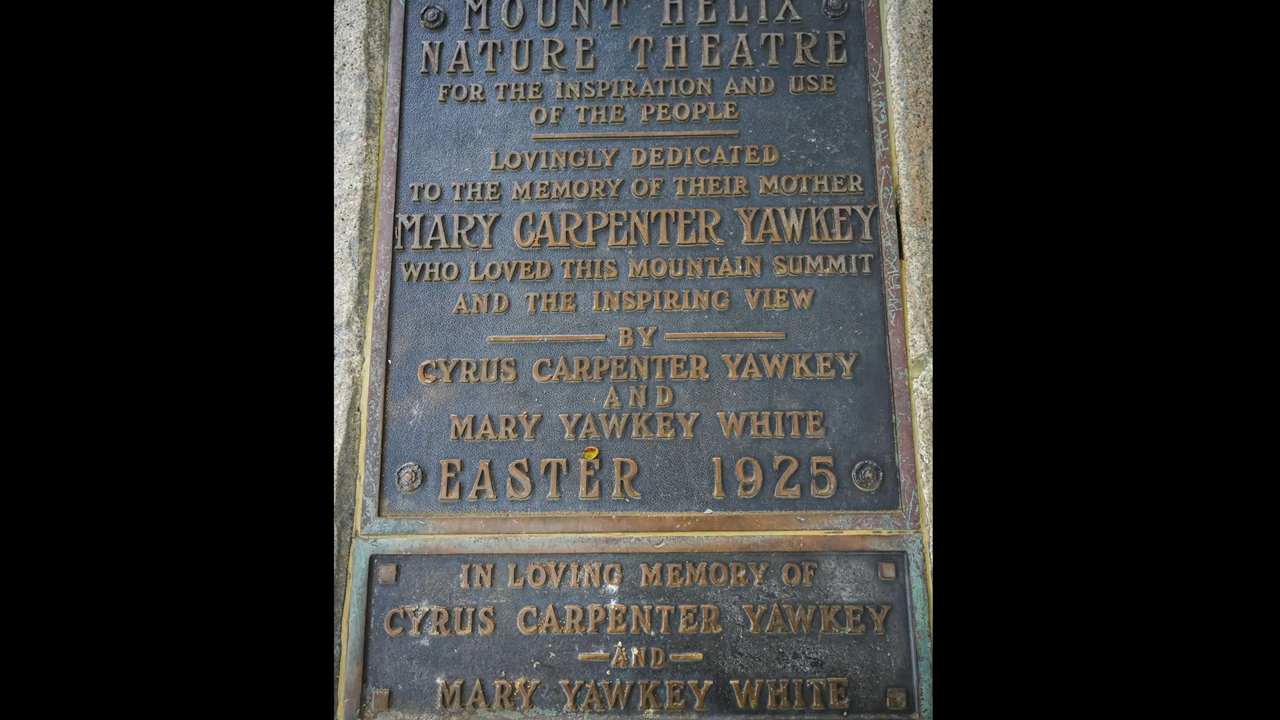 MOUNT HELIX
NATURE THEATRE
FOR THE INSPIRATION AND USE
OF THE PEOPLE
LOVINGLY DEDICATED
TO THE MEMORY OF THEIR MOTHER
MARY CARPENTER YAWKEY
WHO LOVED THIS MOUNTAIN SUMMIT
AND THE INSPIRING VIEW
BY
CYRUS CARPENTER YAWKEY
AND
MARY YAWKEY WHITE
EASTER 1925
IN LOVING MEMORY OF
CYRUS CARPENTER YAWKEY
AND
MARY YAWKEY WHITE